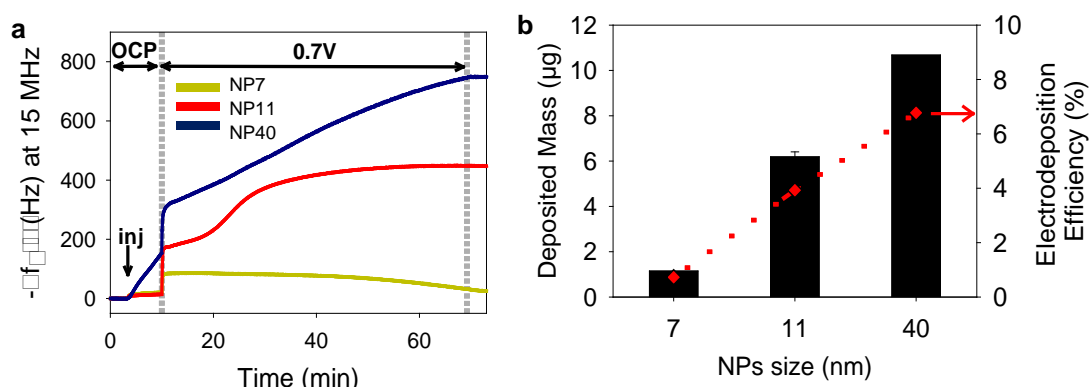 a
OCP
0.7V
800
600
400
200
0
NP7
NP11
NP40
inj
(Hz) at 15 MHz
0 20 40 60
Time (min)
b
12
10
8
6
4
2
0
Deposited Mass (µg)
10
8
6
4
2
0
Electrodeposition
Efficiency (%)
7 11 40
NPs size (nm)